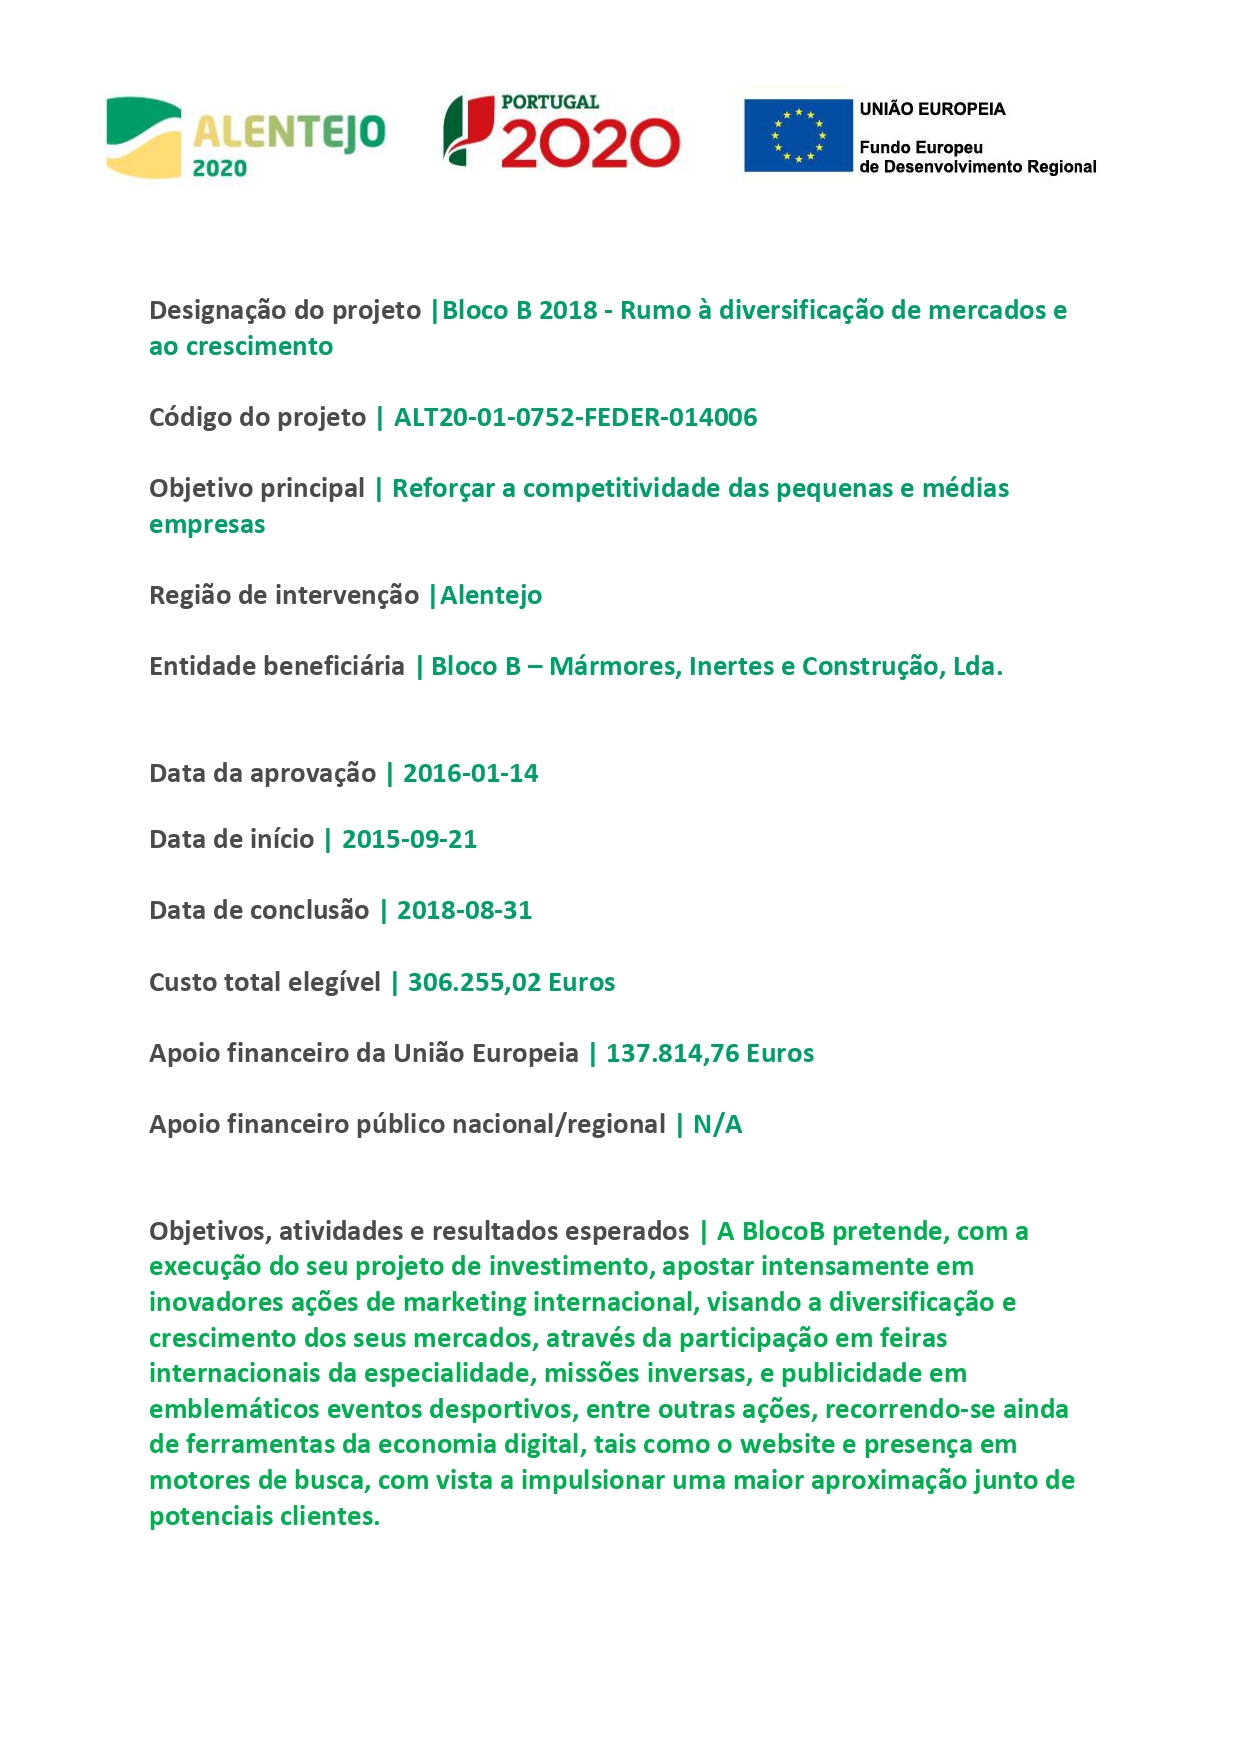 ALENTEJO
2020
PORTUGAL
2020
UNIÃO EUROPEIA
Fundo Europeu
de Desenvolvimento Regional
Designação do projeto |Bloco B 2018 - Rumo à diversificação de mercados e
ao crescimento
Código do projeto | ALT20-01-0752-FEDER-014006
Objetivo principal | Reforçar a competitividade das pequenas e médias
empresas
Região de intervenção |Alentejo
Entidade beneficiária | Bloco B – Mármores, Inertes e Construção, Lda.
Data da aprovação | 2016-01-14
Data de início | 2015-09-21
Data de conclusão | 2018-08-31
Custo total elegível | 306.255,02 Euros
Apoio financeiro da União Europeia | 137.814,76 Euros
Apoio financeiro público nacional/regional | N/A
Objetivos, atividades e resultados esperados | A BlocoB pretende, com a
execução do seu projeto de investimento, apostar intensamente em
inovadores ações de marketing internacional, visando a diversificação e
crescimento dos seus mercados, através da participação em feiras
internacionais da especialidade, missões inversas, e publicidade em
emblemáticos eventos desportivos, entre outras ações, recorrendo-se ainda
de ferramentas da economia digital, tais como o website e presença em
motores de busca, com vista a impulsionar uma maior aproximação junto de
potenciais clientes.